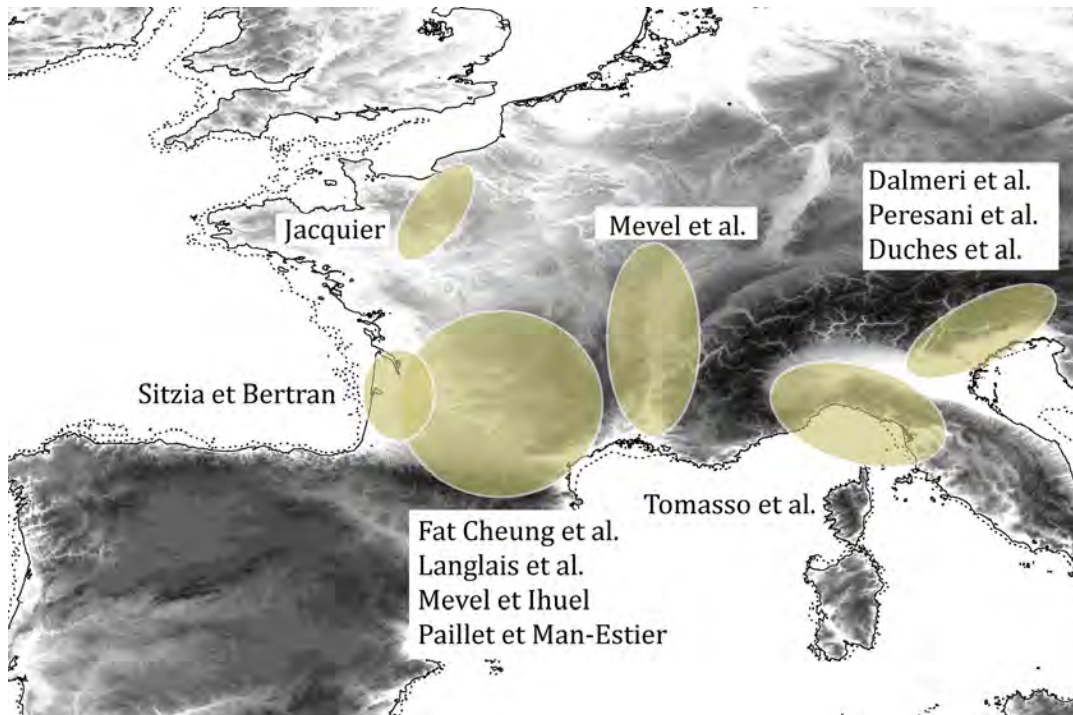 Dalmeri et al.
Peresani et al.
Duches et al.
Jacquier
Mevel et al.
Sitzia et Bertran
Tomasso et al.
Fat Cheung et al.
Langlais et al.
Mevel et Ihuel
Paillet et Man-Estier